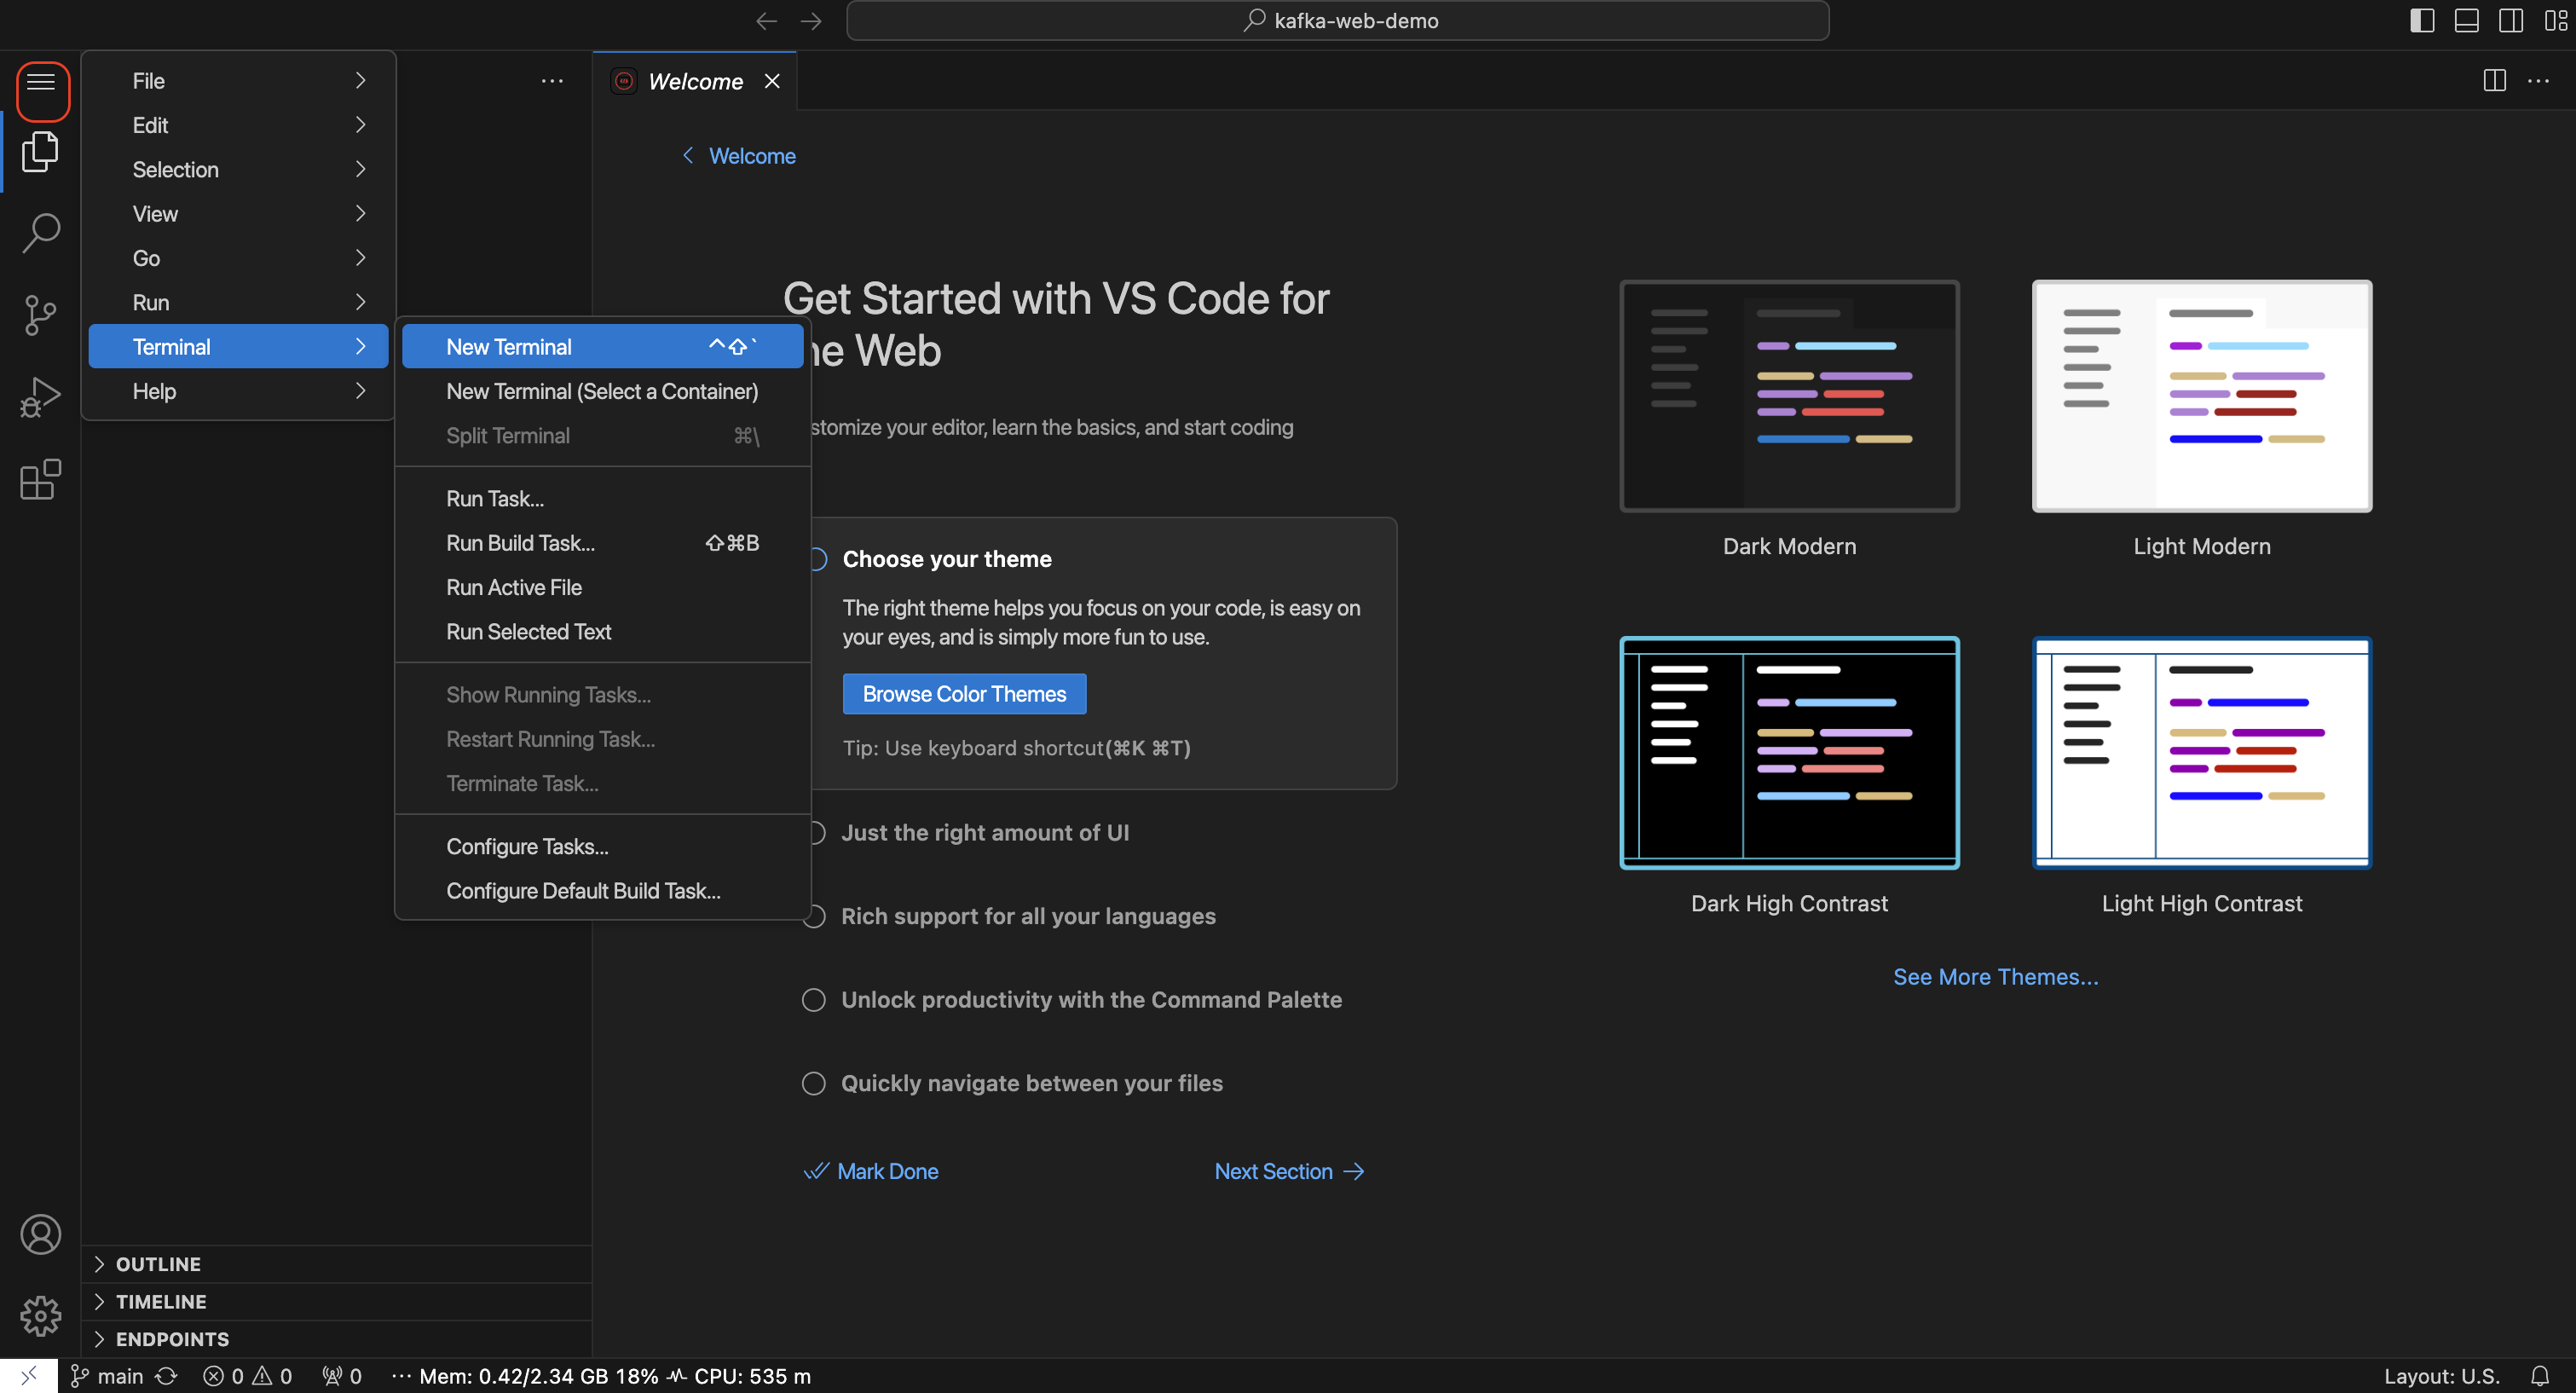 kafka-web-demo
File
Edit
Selection
View
Go
Run
Terminal
Help
New Terminal ^⇧`
New Terminal (Select a Container)
Split Terminal ⌘\
Run Task...
Run Build Task... ⇧⌘B
Run Active File
Run Selected Text
Show Running Tasks...
Restart Running Task...
Terminate Task...
Configure Tasks...
Configure Default Build Task...
OUTLINE
TIMELINE
ENDPOINTS
Welcome
Welcome
Get Started with VS Code for
he Web
stomize your editor, learn the basics, and start coding
Choose your theme
The right theme helps you focus on your code, is easy on
your eyes, and is simply more fun to use.
Browse Color Themes
Tip: Use keyboard shortcut(⌘K ⌘T)
Just the right amount of UI
Rich support for all your languages
Unlock productivity with the Command Palette
Quickly navigate between your files
Mark Done
Next Section
Dark Modern
Light Modern
Dark High Contrast
Light High Contrast
See More Themes...
main 0 0 0 ··· Mem: 0.42/2.34 GB 18% CPU: 535 m
Layout: U.S.